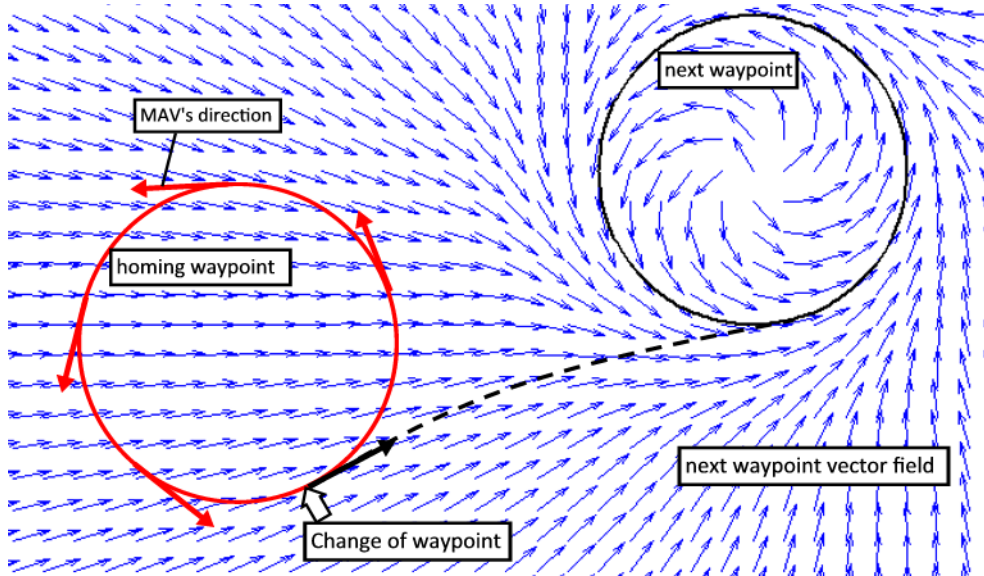 next waypoint
MAV's direction
homing waypoint
next waypoint vector field
Change of waypoint